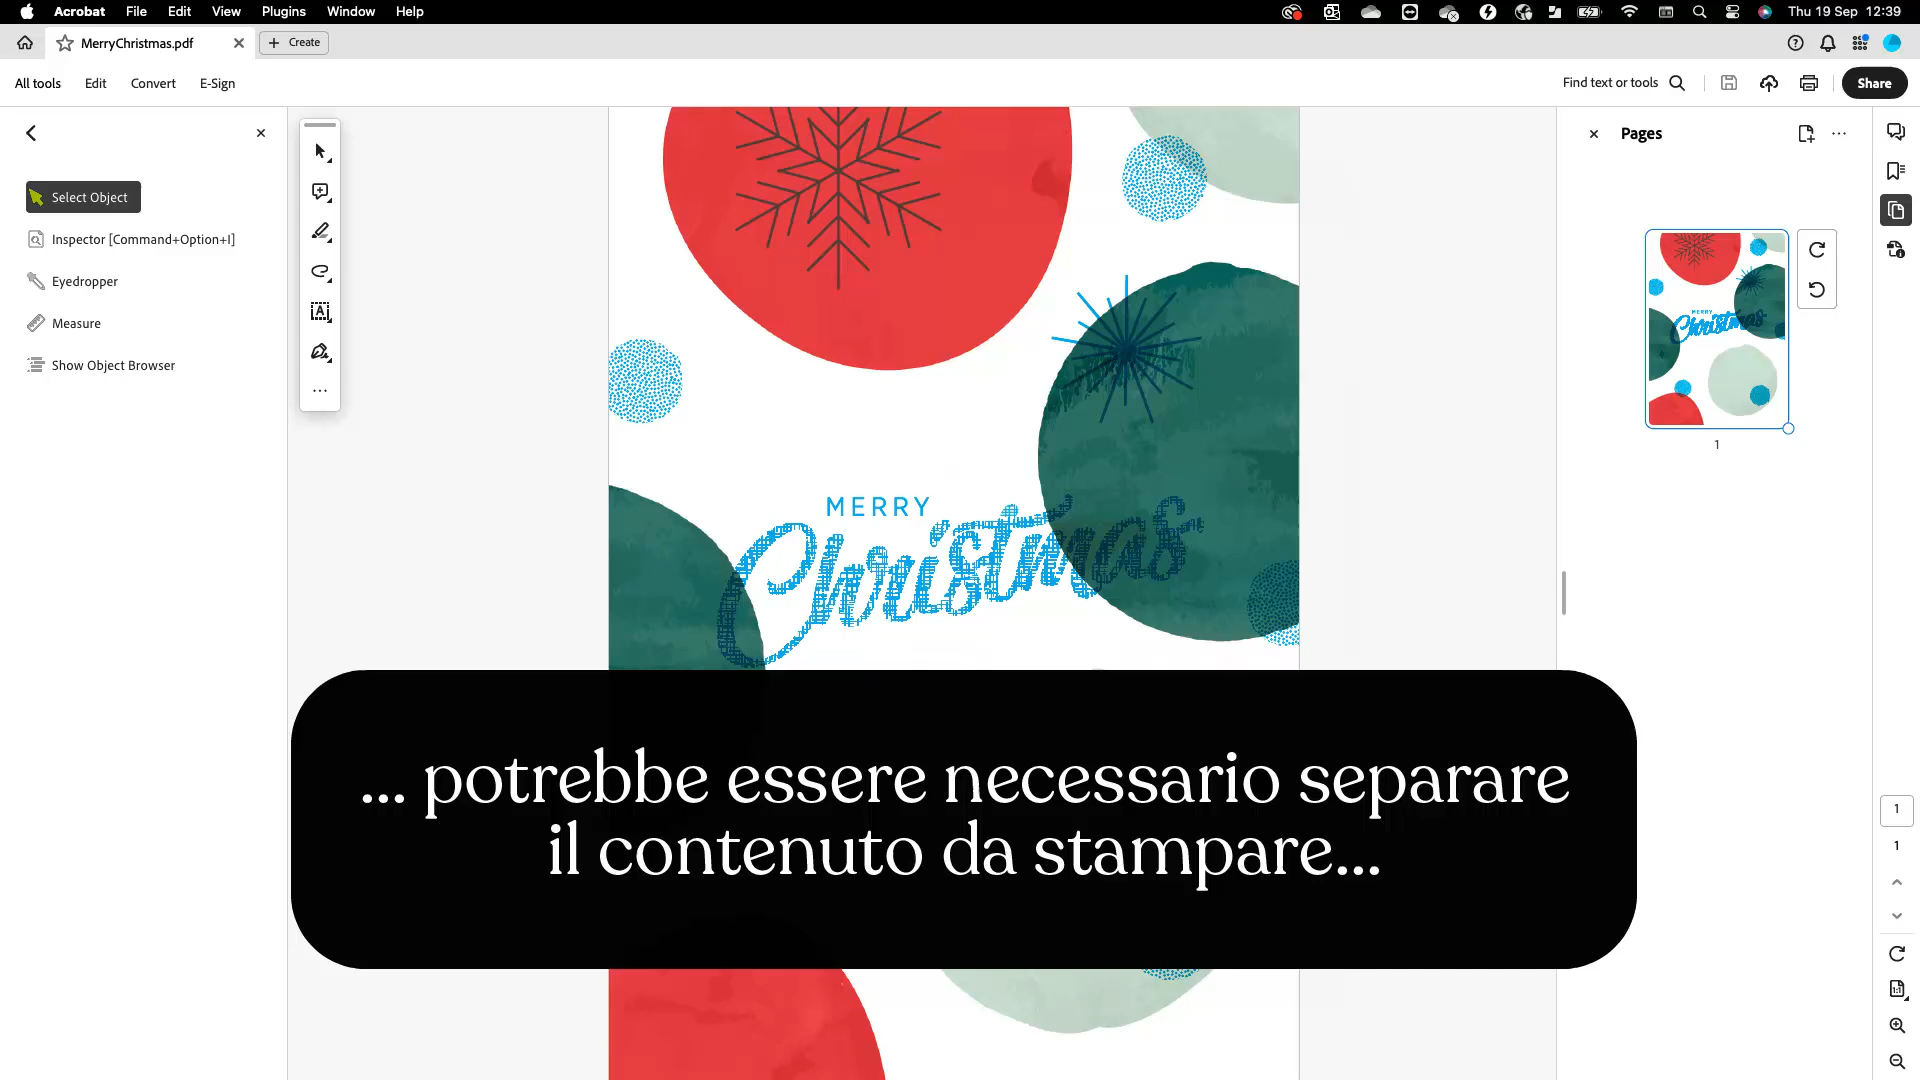 Acrobat File Edit View Plugins Window Help
Thu 19 Sep 12:39
MerryChristmas.pdf
Create
All tools Edit Convert E-Sign
Find text or tools
Share
Select Object
Inspector [Command+Option+I]
Eyedropper
Measure
Show Object Browser
MERRY
Christmas
Pages
MERRY
Christmas
1
... potrebbe essere necessario separare
il contenuto da stampare...
1
1